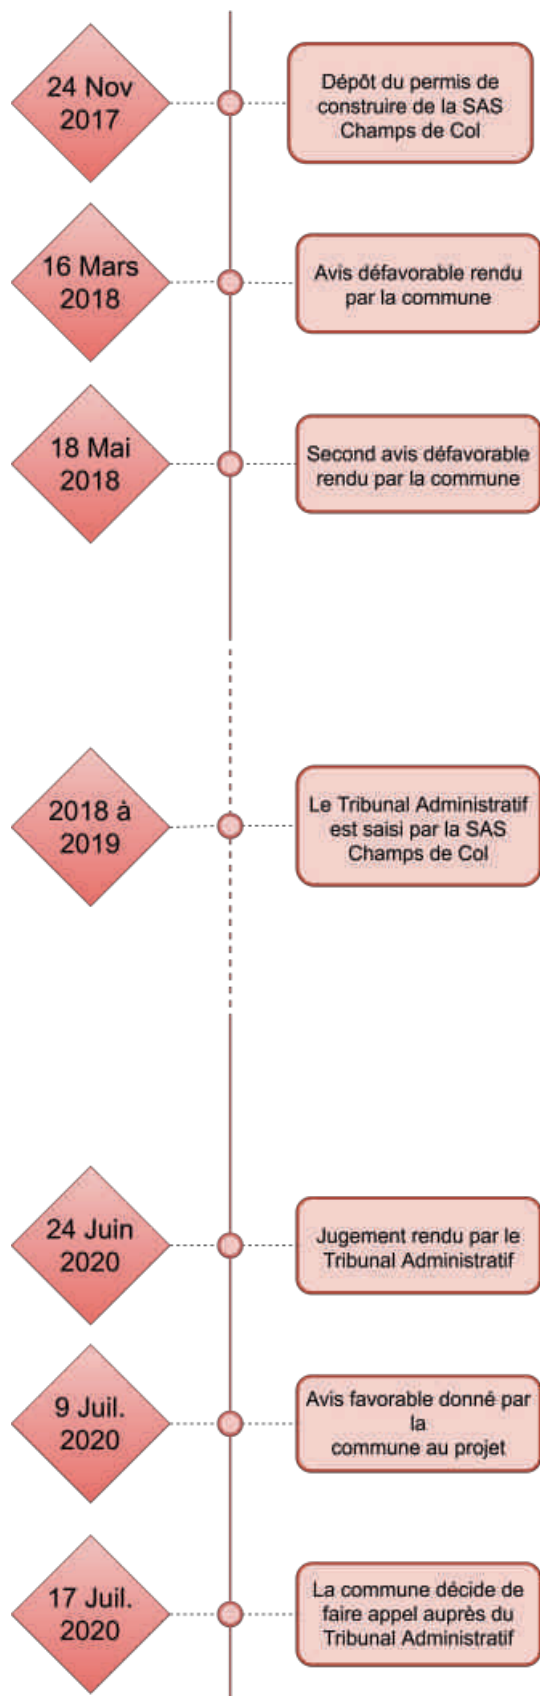 24 Nov
2017
Dépôt du permis de
construire de la SAS
Champs de Col
16 Mars
2018
Avis défavorable rendu
par la commune
18 Mai
2018
Second avis défavorable
rendu par la commune
2018 à
2019
Le Tribunal Administratif
est saisi par la SAS
Champs de Col
24 Juin
2020
Jugement rendu par le
Tribunal Administratif
9 Juil.
2020
Avis favorable donné par
la
commune au projet
17 Juil.
2020
La commune décide de
faire appel auprès du
Tribunal Administratif